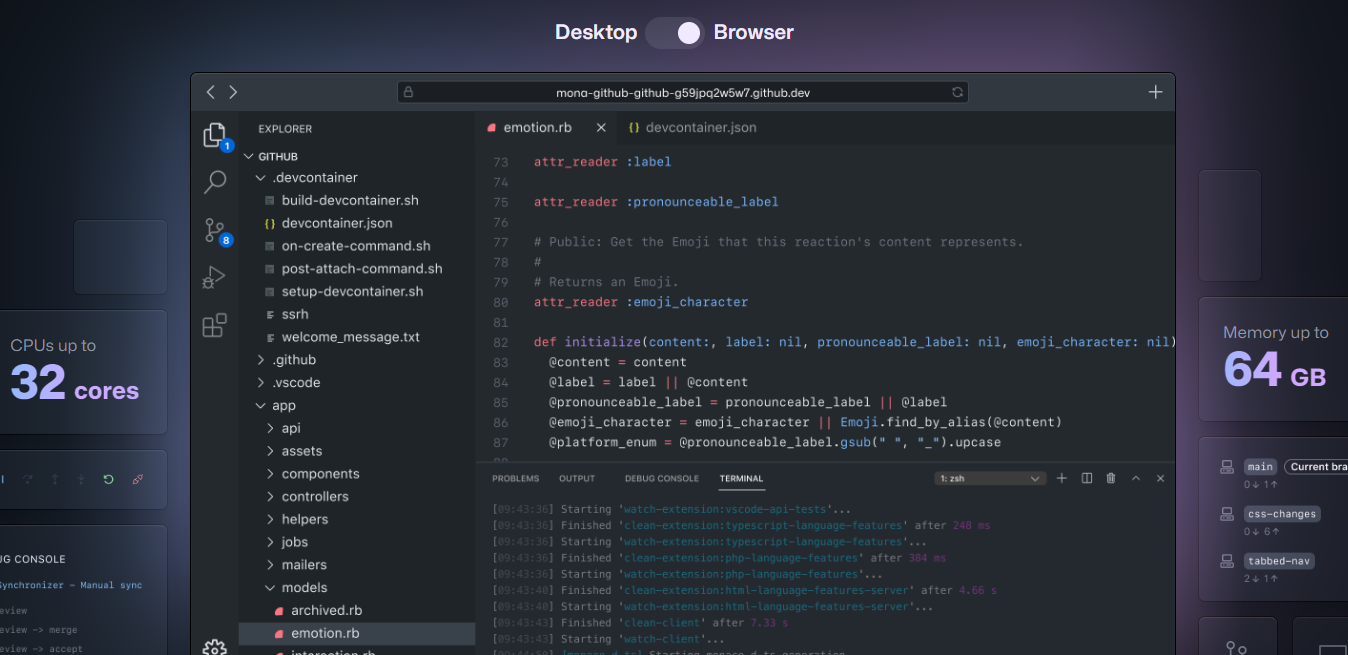 Desktop Browser
mona-github-github-g59jpq2w5w7.github.dev
EXPLORER
1
8
GITHUB
.devcontainer
build-devcontainer.sh
devcontainer.json
on-create-command.sh
post-attach-command.sh
setup-devcontainer.sh
ssrh
welcome_message.txt
.github
.vscode
app
api
assets
components
controllers
helpers
jobs
mailers
models
archived.rb
emotion.rb
interaction.rb
emotion.rb
{} devcontainer.json
73 attr_reader :label
74
75 attr_reader :pronounceable_label
76
77 # Public: Get the Emoji that this reaction's content represents.
78 #
79 # Returns an Emoji.
80 attr_reader :emoji_character
81
82 def initialize(content:, label: nil, pronounceable_label: nil, emoji_character: nil)
83 @content = content
84 @label = label || @content
85 @pronounceable_label = pronounceable_label || @label
86 @emoji_character = emoji_character || Emoji.find_by_alias(@content)
87 @platform_enum = @pronounceable_label.gsub(" ", "_").upcase
88
PROBLEMS OUTPUT DEBUG CONSOLE TERMINAL 1: zsh
[09:43:36] Starting 'watch-extension:vscode-api-tests'...
[09:43:36] Finished 'clean-extension:typescript-language-features' after 248 ms
[09:43:36] Starting 'watch-extension:typescript-language-features'...
[09:43:36] Finished 'clean-extension:php-language-features' after 384 ms
[09:43:36] Starting 'watch-extension:php-language-features'...
[09:43:40] Finished 'clean-extension:html-language-features-server' after 4.66 s
[09:43:40] Starting 'watch-extension:html-language-features-server'...
[09:43:43] Finished 'clean-client' after 7.33 s
[09:43:43] Starting 'watch-client'...
CPUs up to
32 cores
UG CONSOLE
Synchronizer – Manual sync
eview
eview –> merge
eview –> accept
Memory up to
64 GB
main Current bra
0↓ 1↑
css-changes
0↓ 6↑
tabbed-nav
2↓ 1↑